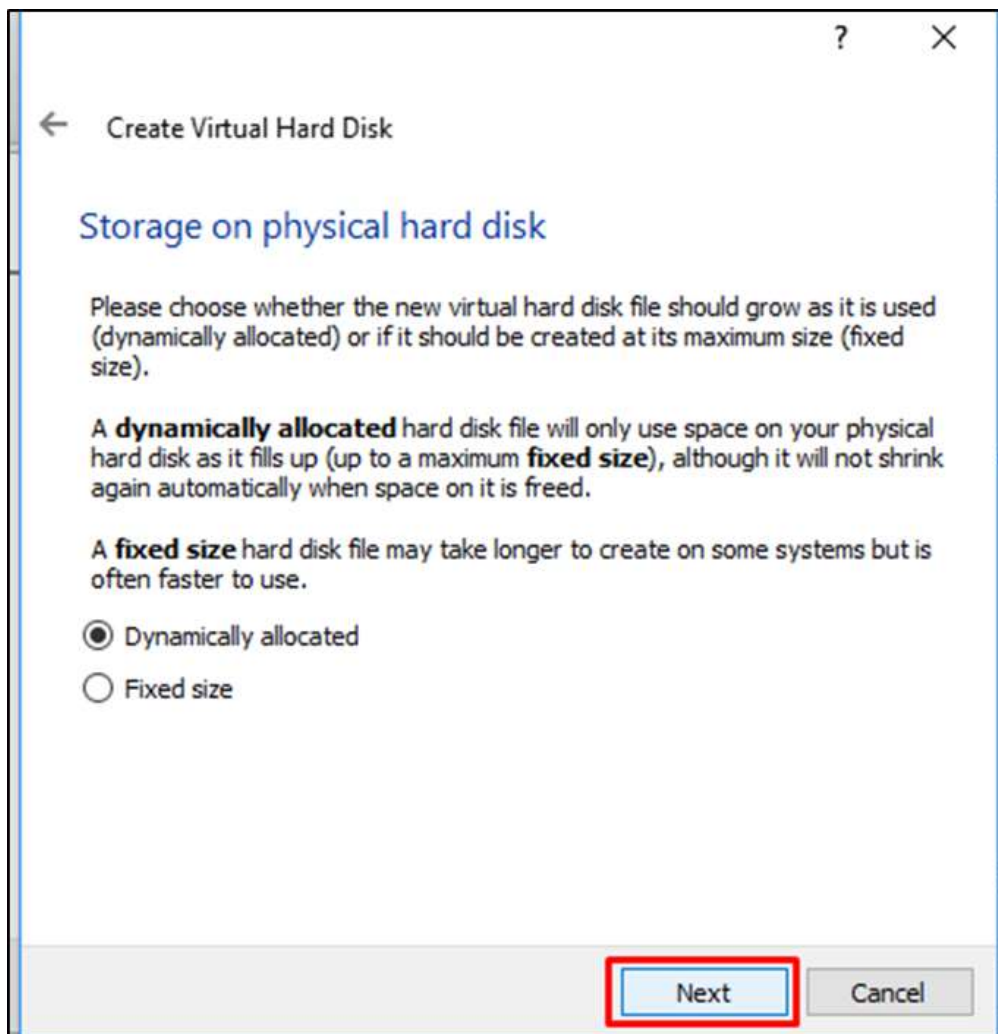 ?
Create Virtual Hard Disk
Storage on physical hard disk
Please choose whether the new virtual hard disk file should grow as it is used
(dynamically allocated) or if it should be created at its maximum size (fixed
size).
A dynamically allocated hard disk file will only use space on your physical
hard disk as it fills up (up to a maximum fixed size), although it will not shrink
again automatically when space on it is freed.
A fixed size hard disk file may take longer to create on some systems but is
often faster to use.
Dynamically allocated
Fixed size
Next Cancel